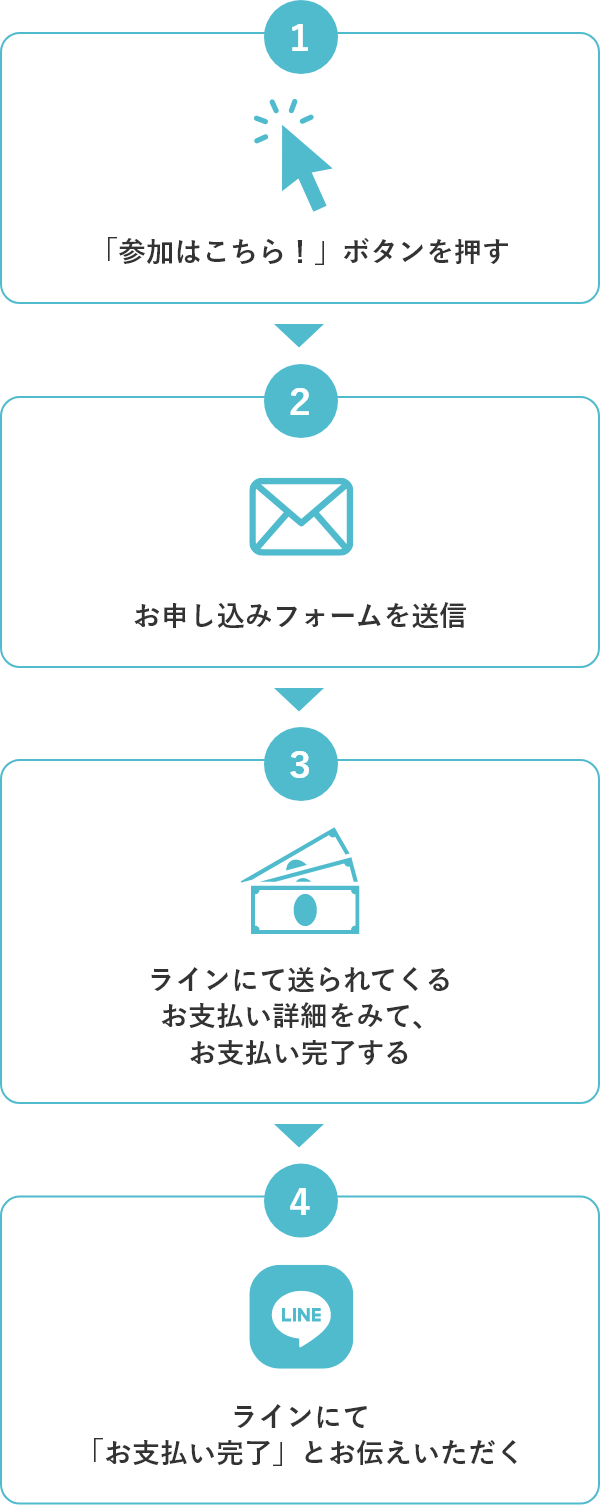 1
「参加はこちら！」ボタンを押す
2
お申し込みフォームを送信
3
ラインにて送られてくる
お支払い詳細をみて、
お支払い完了する
4
LINE
ラインにて
「お支払い完了」とお伝えいただく